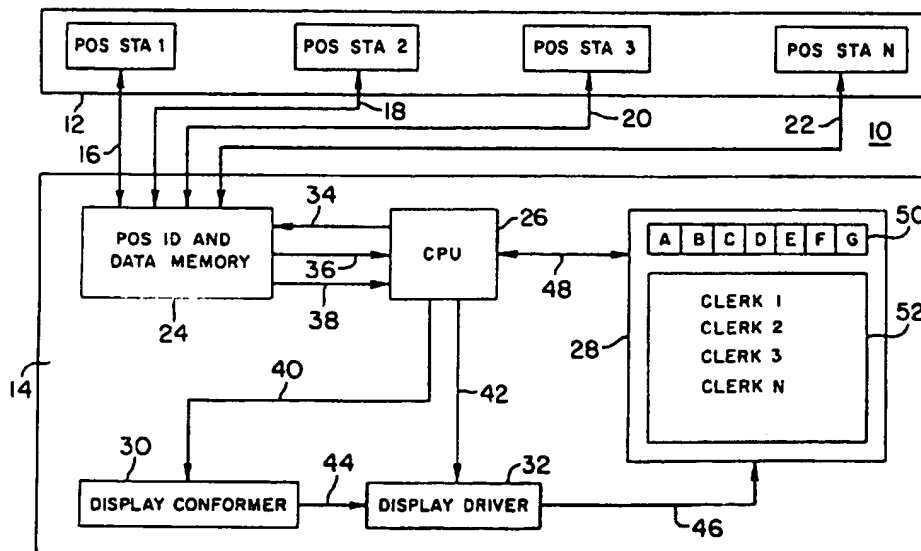 POS STA 1
POS STA 2
POS STA 3
POS STA N
12
18
20
22
10
16
34
26
50
POS ID AND
DATA MEMORY
36
CPU
48
A B C D E F G
38
24
28
CLERK 1
CLERK 2
CLERK 3
CLERK N
52
14
40
42
30
44
32
DISPLAY CONFORMER
DISPLAY DRIVER
46